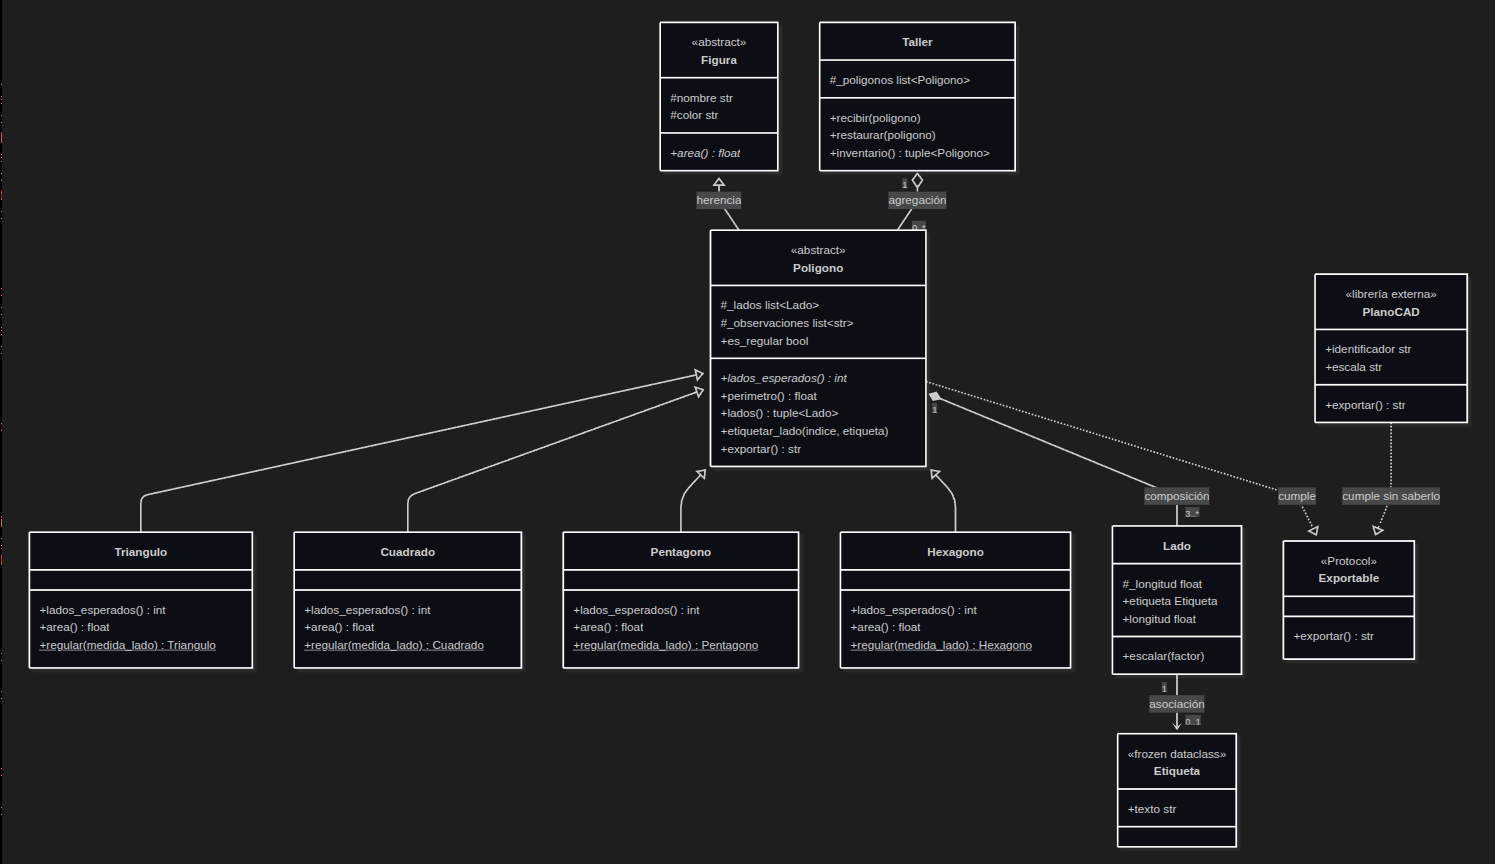 «abstract»
Figura
#nombre str
#color str
+area() : float
Taller
#_poligonos list<Poligono>
+recibir(poligono)
+restaurar(poligono)
+inventario() : tuple<Poligono>
herencia
1
agregación
0..*
«abstract»
Poligono
#_lados list<Lado>
#_observaciones list<str>
+es_regular bool
+lados_esperados() : int
+perimetro() : float
+lados() : tuple<Lado>
+etiquetar_lado(indice, etiqueta)
+exportar() : str
«librería externa»
PlanoCAD
+identificador str
+escala str
+exportar() : str
1
composición
3..*
cumple
cumple sin saberlo
Triangulo
+lados_esperados() : int
+area() : float
+regular(medida_lado) : Triangulo
Cuadrado
+lados_esperados() : int
+area() : float
+regular(medida_lado) : Cuadrado
Pentagono
+lados_esperados() : int
+area() : float
+regular(medida_lado) : Pentagono
Hexagono
+lados_esperados() : int
+area() : float
+regular(medida_lado) : Hexagono
Lado
#_longitud float
+etiqueta Etiqueta
+longitud float
+escalar(factor)
«Protocol»
Exportable
+exportar() : str
1
asociación
0..1
«frozen dataclass»
Etiqueta
+texto str